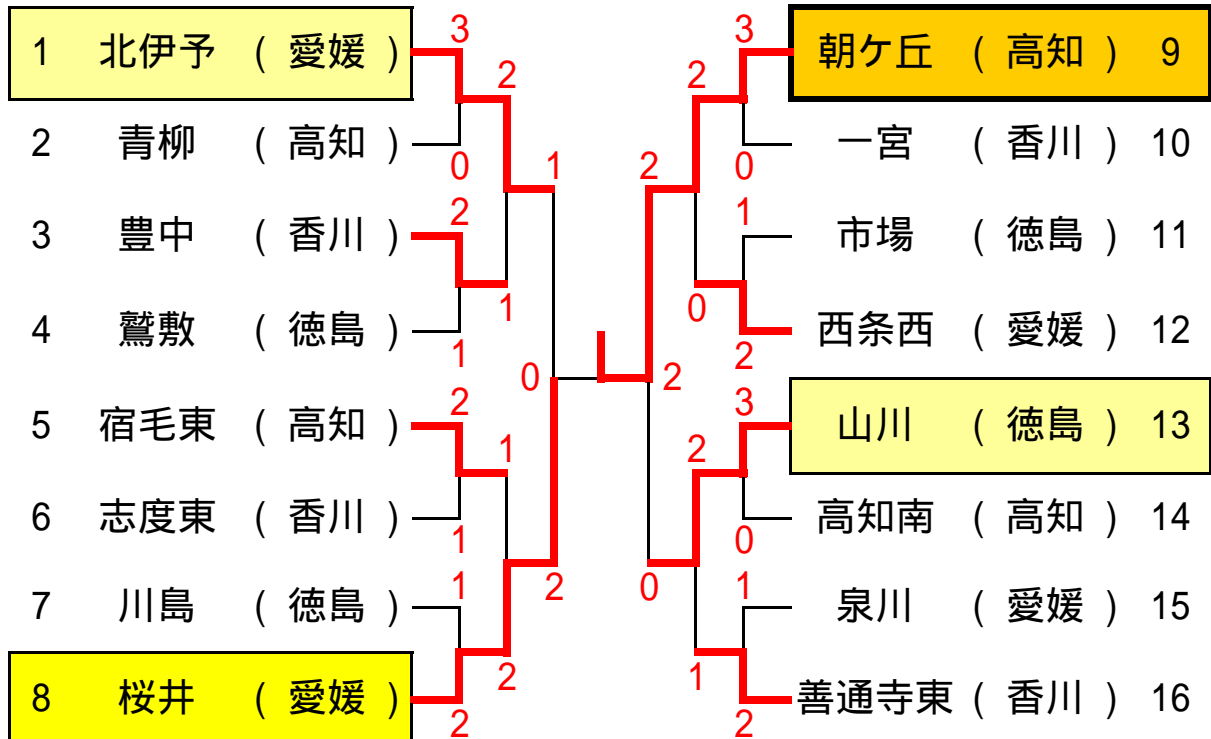 1 北伊予 ( 愛媛 ) 3 3 朝ケ丘 ( 高知 ) 9
2 2
2 青柳 ( 高知 ) 0 0 一宮 ( 香川 ) 10
1 2
3 豊中 ( 香川 ) 2 1 市場 ( 徳島 ) 11
1 0
4 鷲敷 ( 徳島 ) 1 2 西条西 ( 愛媛 ) 12
0 2
5 宿毛東 ( 高知 ) 2 3 山川 ( 徳島 ) 13
1 2
6 志度東 ( 香川 ) 1 0 高知南 ( 高知 ) 14
2 0
7 川島 ( 徳島 ) 1 1 泉川 ( 愛媛 ) 15
2 1
8 桜井 ( 愛媛 ) 2 2 善通寺東 ( 香川 ) 16